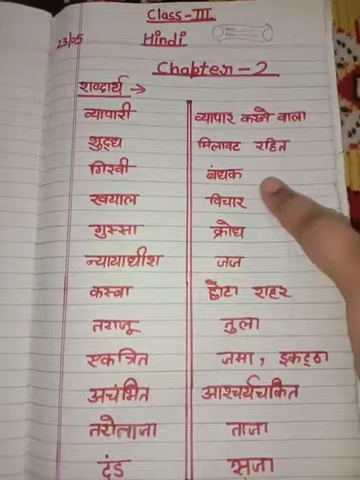 Class-III
23/05 Hindi
Chapter-2
शब्दार्थ →
व्यापारी व्यापार करने वाला
शुद्ध मिलावट रहित
गिरवी बंधक
खयाल विचार
गुस्सा क्रोध
न्यायाधीश जज
कस्बा छोटा शहर
तराजू तुला
एकत्रित जमा, इकट्ठा
अचंभित आश्चर्यचकित
तरोताजा ताजा
दंड सजा